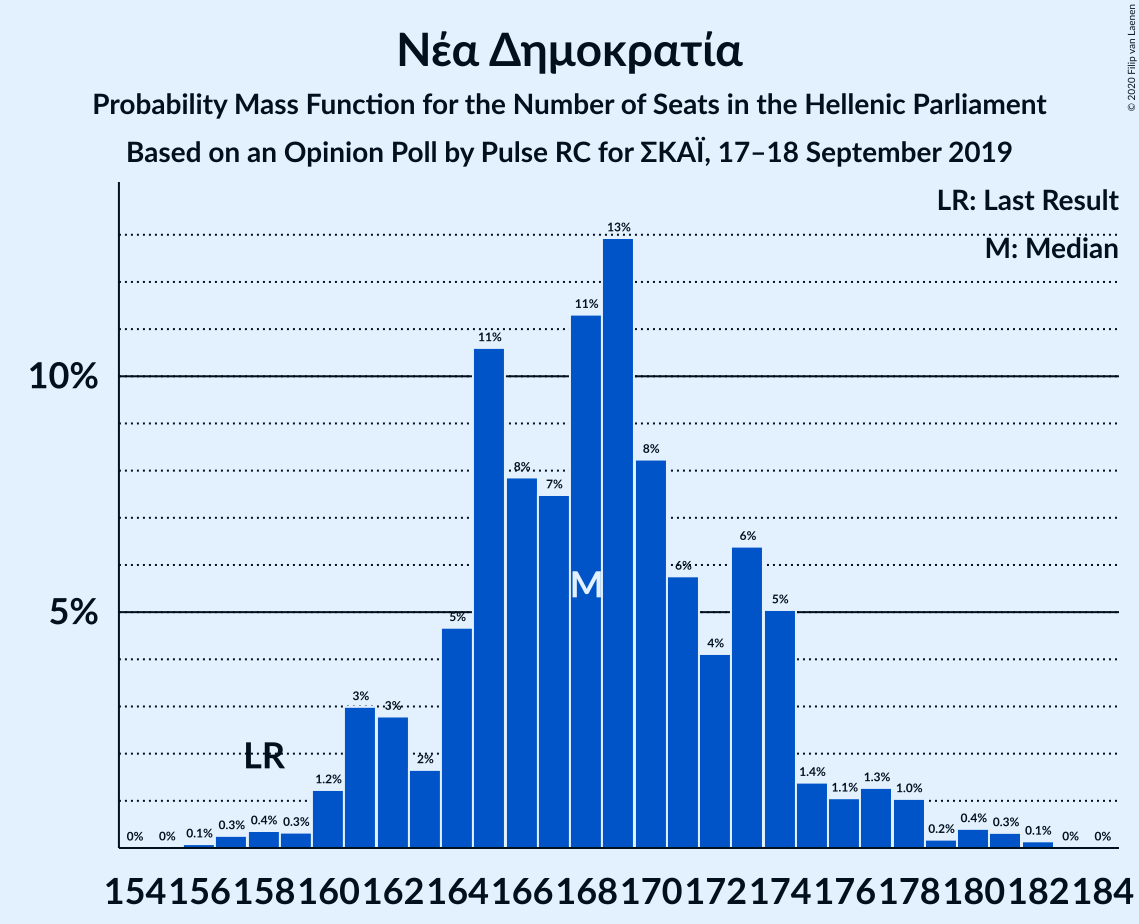 Νέα Δημοκρατία
Probability Mass Function for the Number of Seats in the Hellenic Parliament
Based on an Opinion Poll by Pulse RC for ΣΚΑΪ, 17–18 September 2019
© 2020 Filip van Laenen
LR: Last Result
M: Median
10%
5%
0% 0% 0.1% 0.3% 0.4% 0.3% 1.2% 3% 3% 2% 5% 11% 8% 7% 11% 13% 8% 6% 4% 6% 5% 1.4% 1.1% 1.3% 1.0% 0.2% 0.4% 0.3% 0.1% 0% 0%
LR
M
154 156 158 160 162 164 166 168 170 172 174 176 178 180 182 184